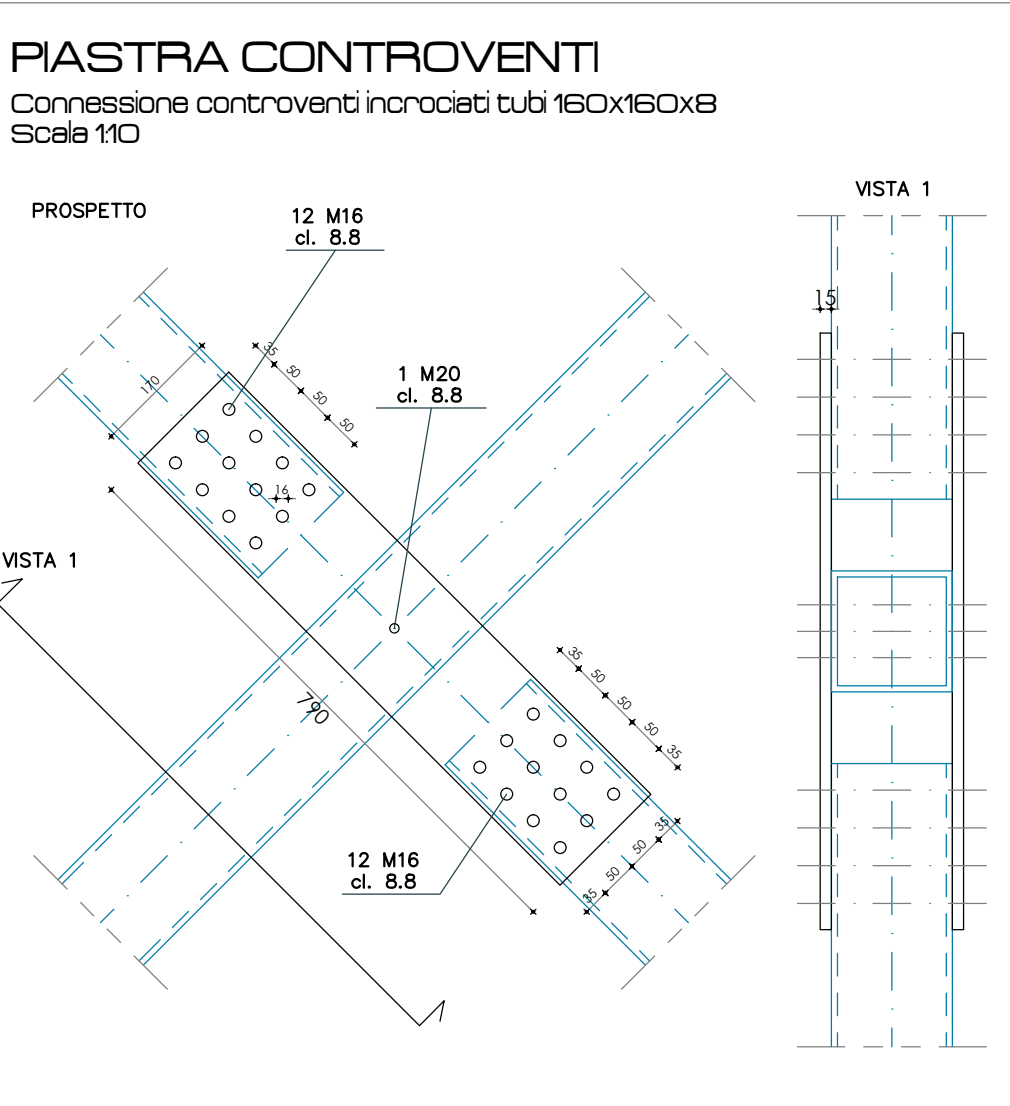 PIASTRA CONTROVENTI
Connessione controventi incrociati tubi 160x160x8
Scala 1:10
PROSPETTO
VISTA 1
12 M16
cl. 8.8
1 M20
cl. 8.8
15
170
35
50
50
50
16
VISTA 1
790
35
50
50
50
35
12 M16
cl. 8.8
35
50
50
35